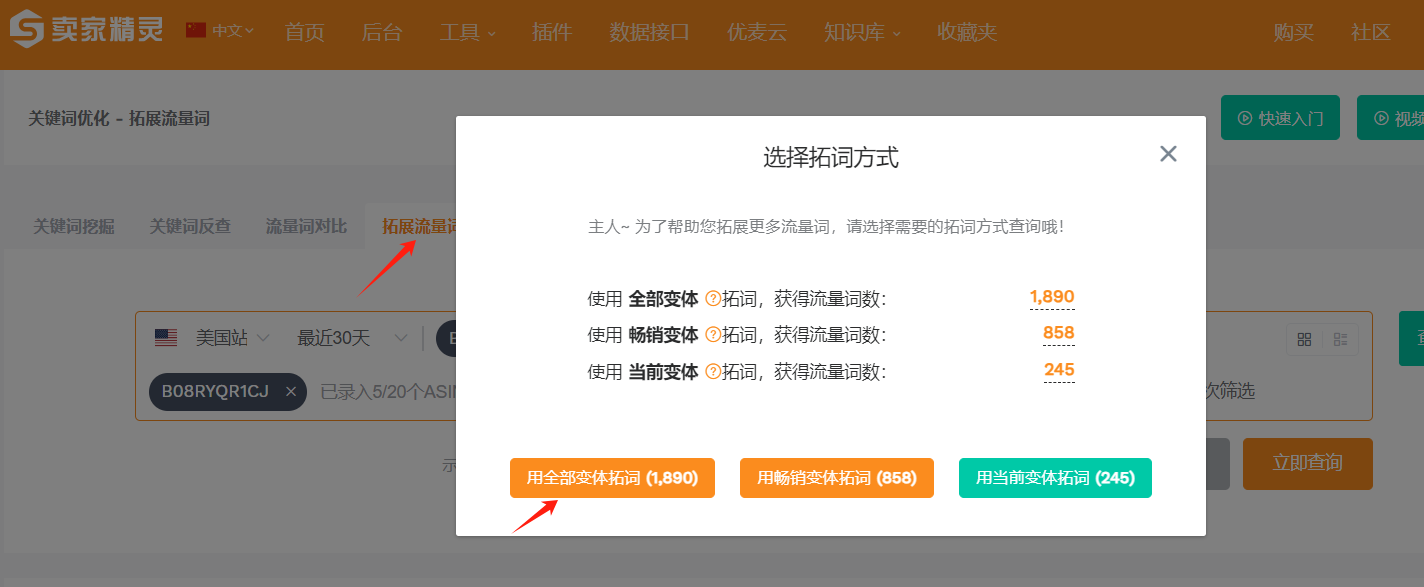 卖家精灵 中文 首页 后台 工具 插件 数据接口 优麦云 知识库 收藏夹 购买 社区
关键词优化 - 拓展流量词
快速入门 视频
选择拓词方式
主人~ 为了帮助您拓展更多流量词，请选择需要的拓词方式查询哦！
关键词挖掘 关键词反查 流量词对比 拓展流量词
使用 全部变体 ?拓词，获得流量词数： 1,890
使用 畅销变体 ?拓词，获得流量词数： 858
使用 当前变体 ?拓词，获得流量词数： 245
美国站 最近30天
B08RYQR1CJ × 已录入5/20个ASIN
次筛选
用全部变体拓词 (1,890) 用畅销变体拓词 (858) 用当前变体拓词 (245)
立即查询